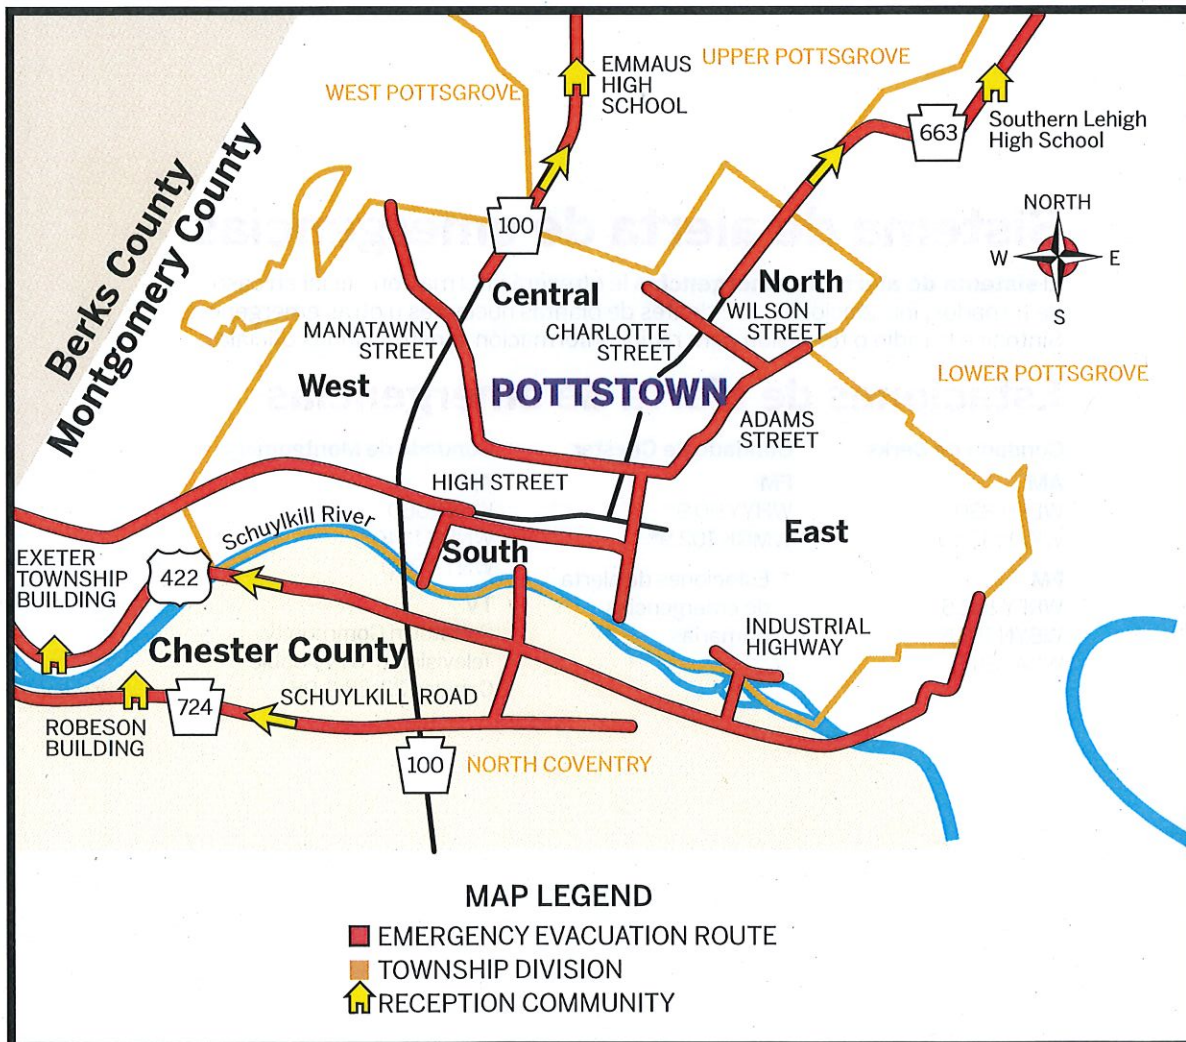 EMMAUS
HIGH
SCHOOL
UPPER POTTSGROVE
WEST POTTSGROVE
663
Southern Lehigh
High School
Berks County
Montgomery County
100
NORTH
W
E
S
Central
North
MANATAWNY
STREET
CHARLOTTE
STREET
WILSON
STREET
West
POTTSTOWN
LOWER POTTSGROVE
ADAMS
STREET
HIGH STREET
Schuylkill River
South
East
EXETER
TOWNSHIP
BUILDING
422
Chester County
INDUSTRIAL
HIGHWAY
724
SCHUYLKILL ROAD
ROBESON
BUILDING
100
NORTH COVENTRY
MAP LEGEND
EMERGENCY EVACUATION ROUTE
TOWNSHIP DIVISION
RECEPTION COMMUNITY